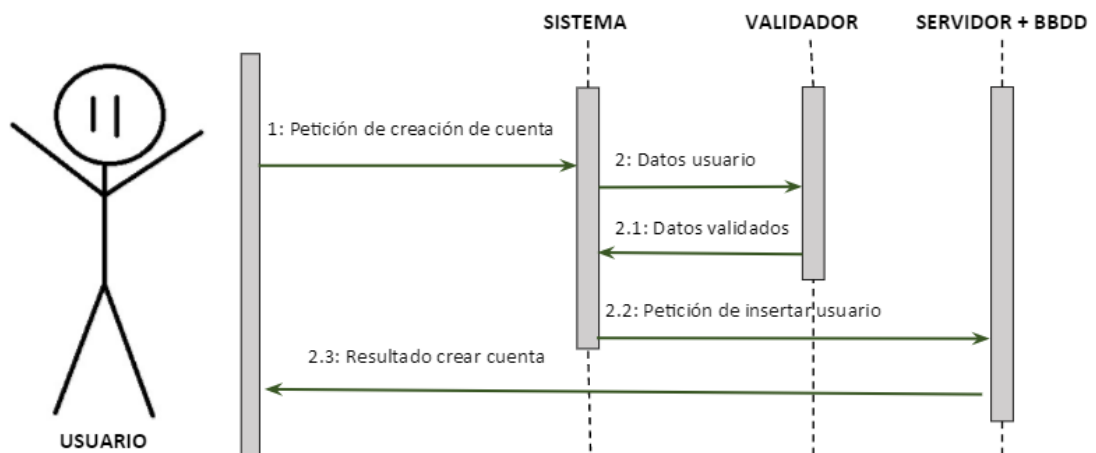 SISTEMA
VALIDADOR
SERVIDOR + BBDD
1: Petición de creación de cuenta
2: Datos usuario
2.1: Datos validados
2.2: Petición de insertar usuario
2.3: Resultado crear cuenta
USUARIO